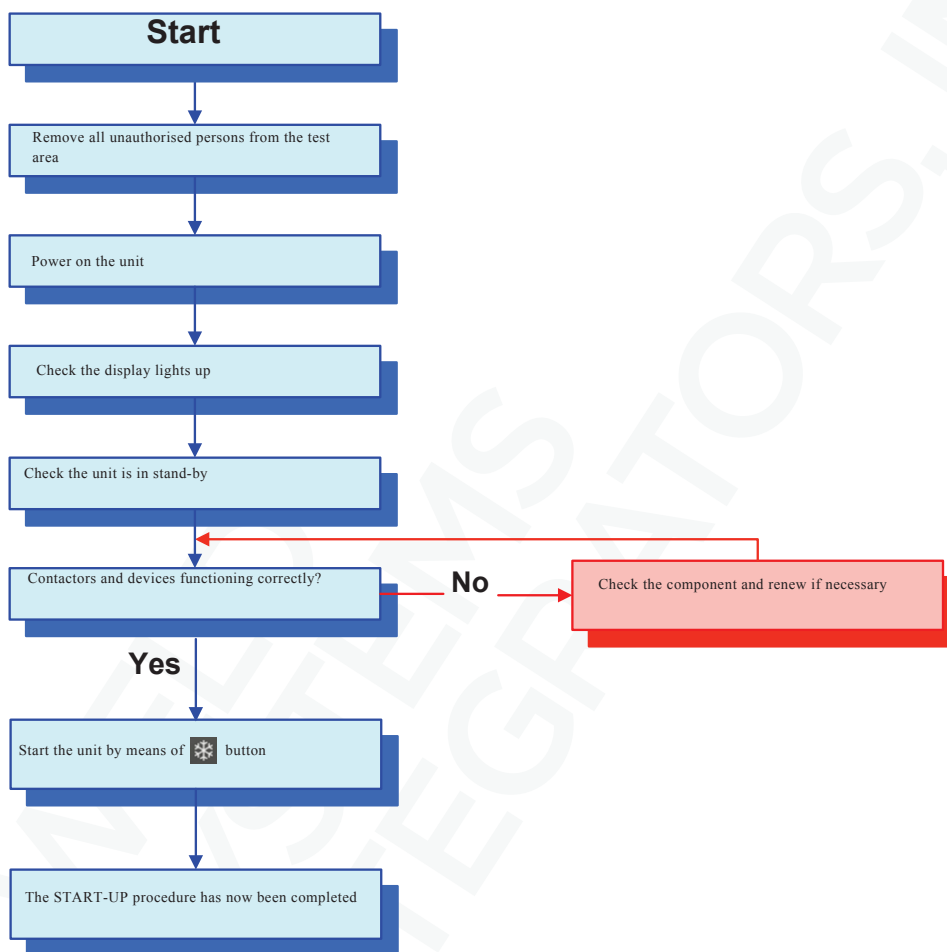 Start
Remove all unauthorised persons from the test
area
Power on the unit
Check the display lights up
Check the unit is in stand-by
Contactors and devices functioning correctly?
No
Check the component and renew if necessary
Yes
Start the unit by means of button
The START-UP procedure has now been completed